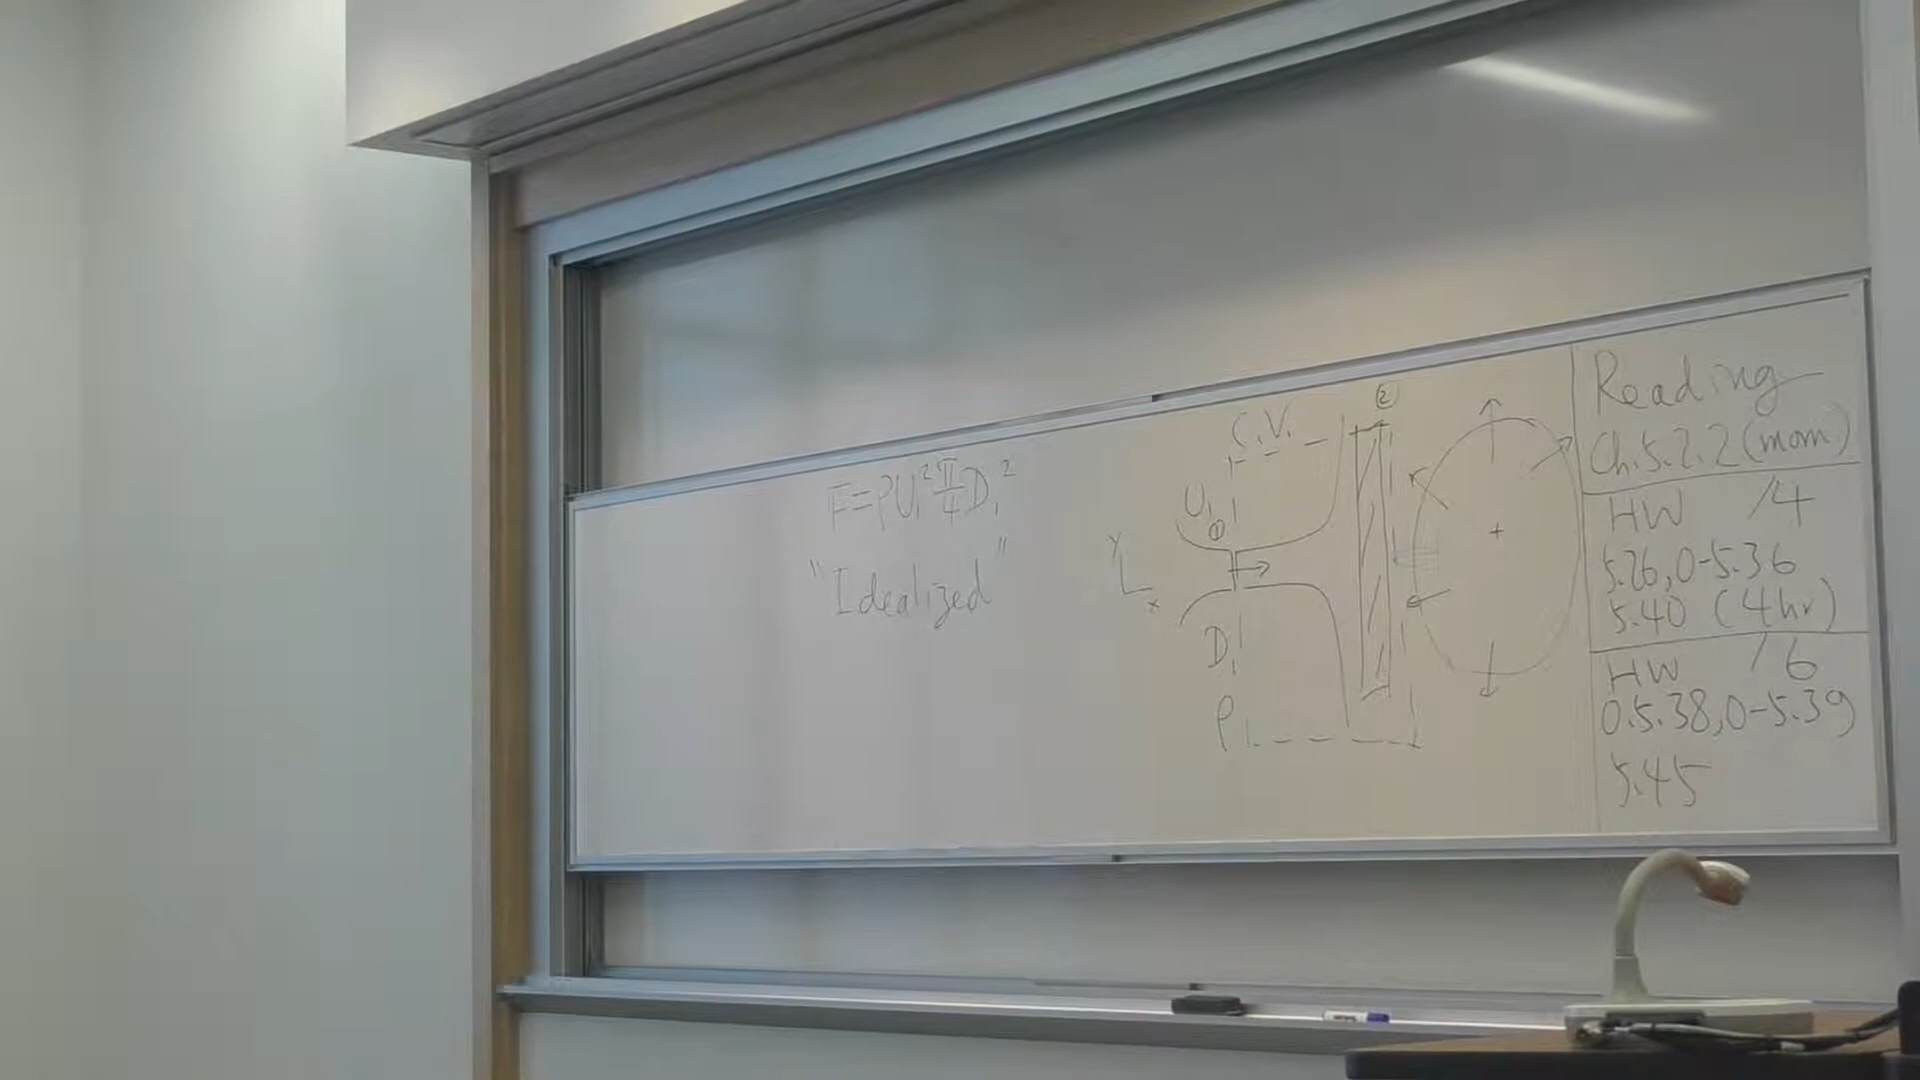 F=ρU₁²π/4D₁²
"Idealized"
C.V.
②
U₁
①
y
x
D₁
ρ
Reading
Ch.5.2.2(mom)
HW /4
5.26,0-5.36
5.40 (4hr)
HW /6
0.5.38,0-5.39
5.45